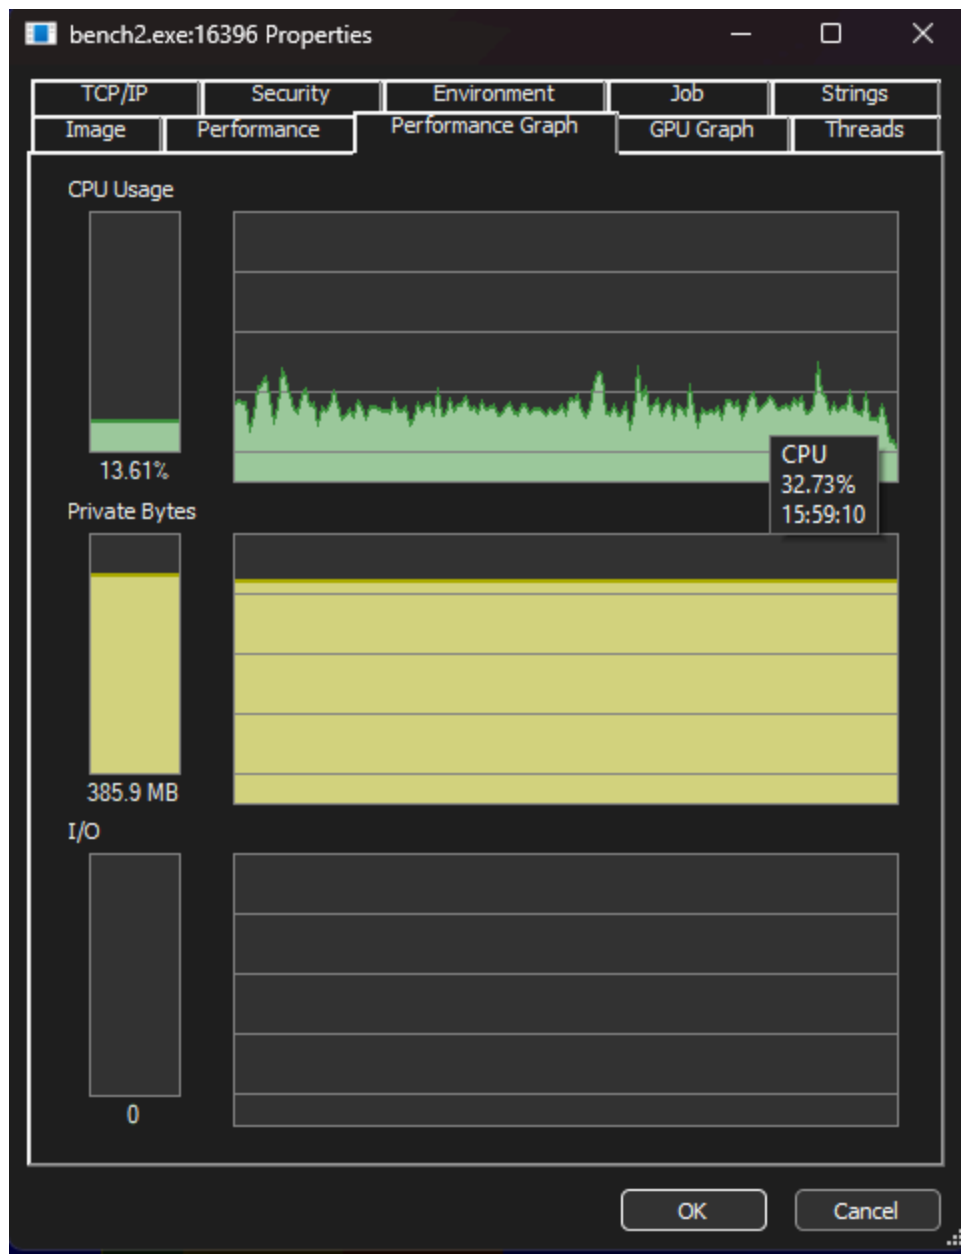 bench2.exe:16396 Properties
TCP/IP Security Environment Job Strings
Image Performance Performance Graph GPU Graph Threads
CPU Usage
13.61%
CPU
32.73%
15:59:10
Private Bytes
385.9 MB
I/O
0
OK Cancel